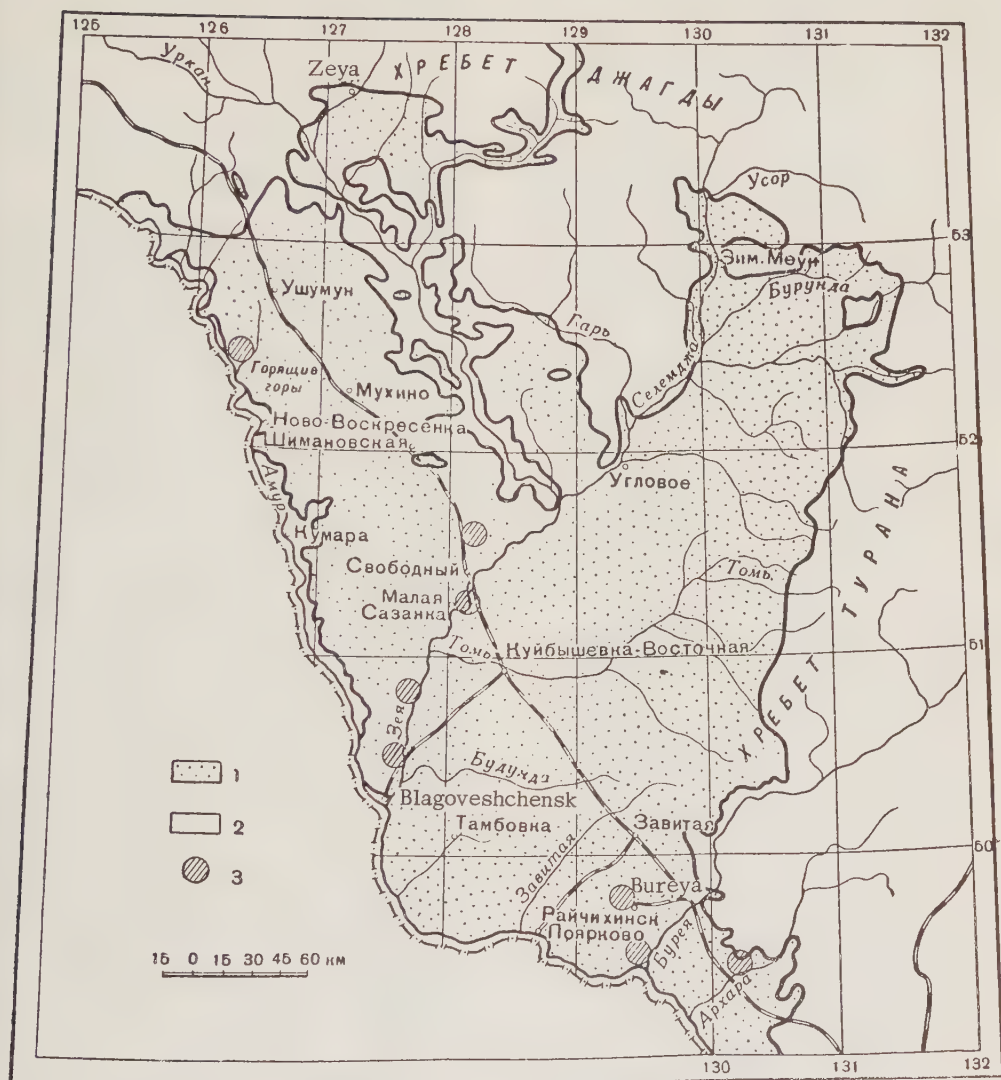 125 126 127 128 129 130 131 132
Уркан
Zeya
ХРЕБЕТ ДЖАГДЫ
Усор
53
Зим. Меун
Бурунда
Ушумун
Гарь
Селемджа
Горящие
горы
Мухино
Ново-Воскресенка
Шимановская
52
Угловое
Амур
Кумара
ХРЕБЕТ ТУРАНА
Свободный
Томь
Малая
Сазанка
Томь
Куйбышевка-Восточная
51
Зея
1
Будунда
Blagoveshchensk
2
Тамбовка
Завитая
Завитая
50
3
Bureya
Райчихинск
Поярково
Бурея
Архара
15 0 15 30 45 60 км
130 131 132